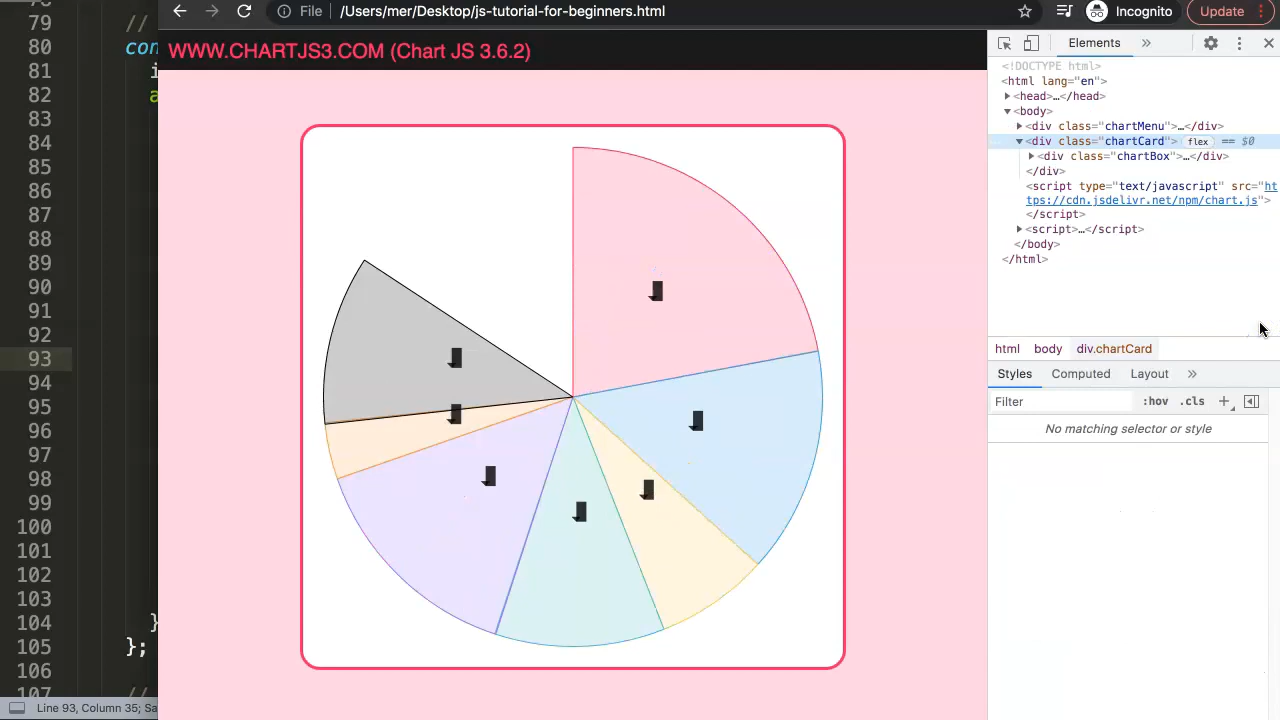 File
/Users/mer/Desktop/js-tutorial-for-beginners.html
Incognito
Update
WWW.CHARTJS3.COM (Chart JS 3.6.2)
79 //
80 con
81 i
82 a
83
84
85
86
87
88
89
90
91
92
93
94
95
96
97
98
99
100
101
102
103
104 }
105 };
106
107 //
Line 93, Column 35; Sa
Elements
<!DOCTYPE html>
<html lang="en">
<head>…</head>
<body>
<div class="chartMenu">…</div>
<div class="chartCard"> flex == $0
<div class="chartBox">…</div>
</div>
<script type="text/javascript" src="ht
tps://cdn.jsdelivr.net/npm/chart.js">
</script>
<script>…</script>
</body>
</html>
html body div.chartCard
Styles Computed Layout
Filter :hov .cls +
No matching selector or style